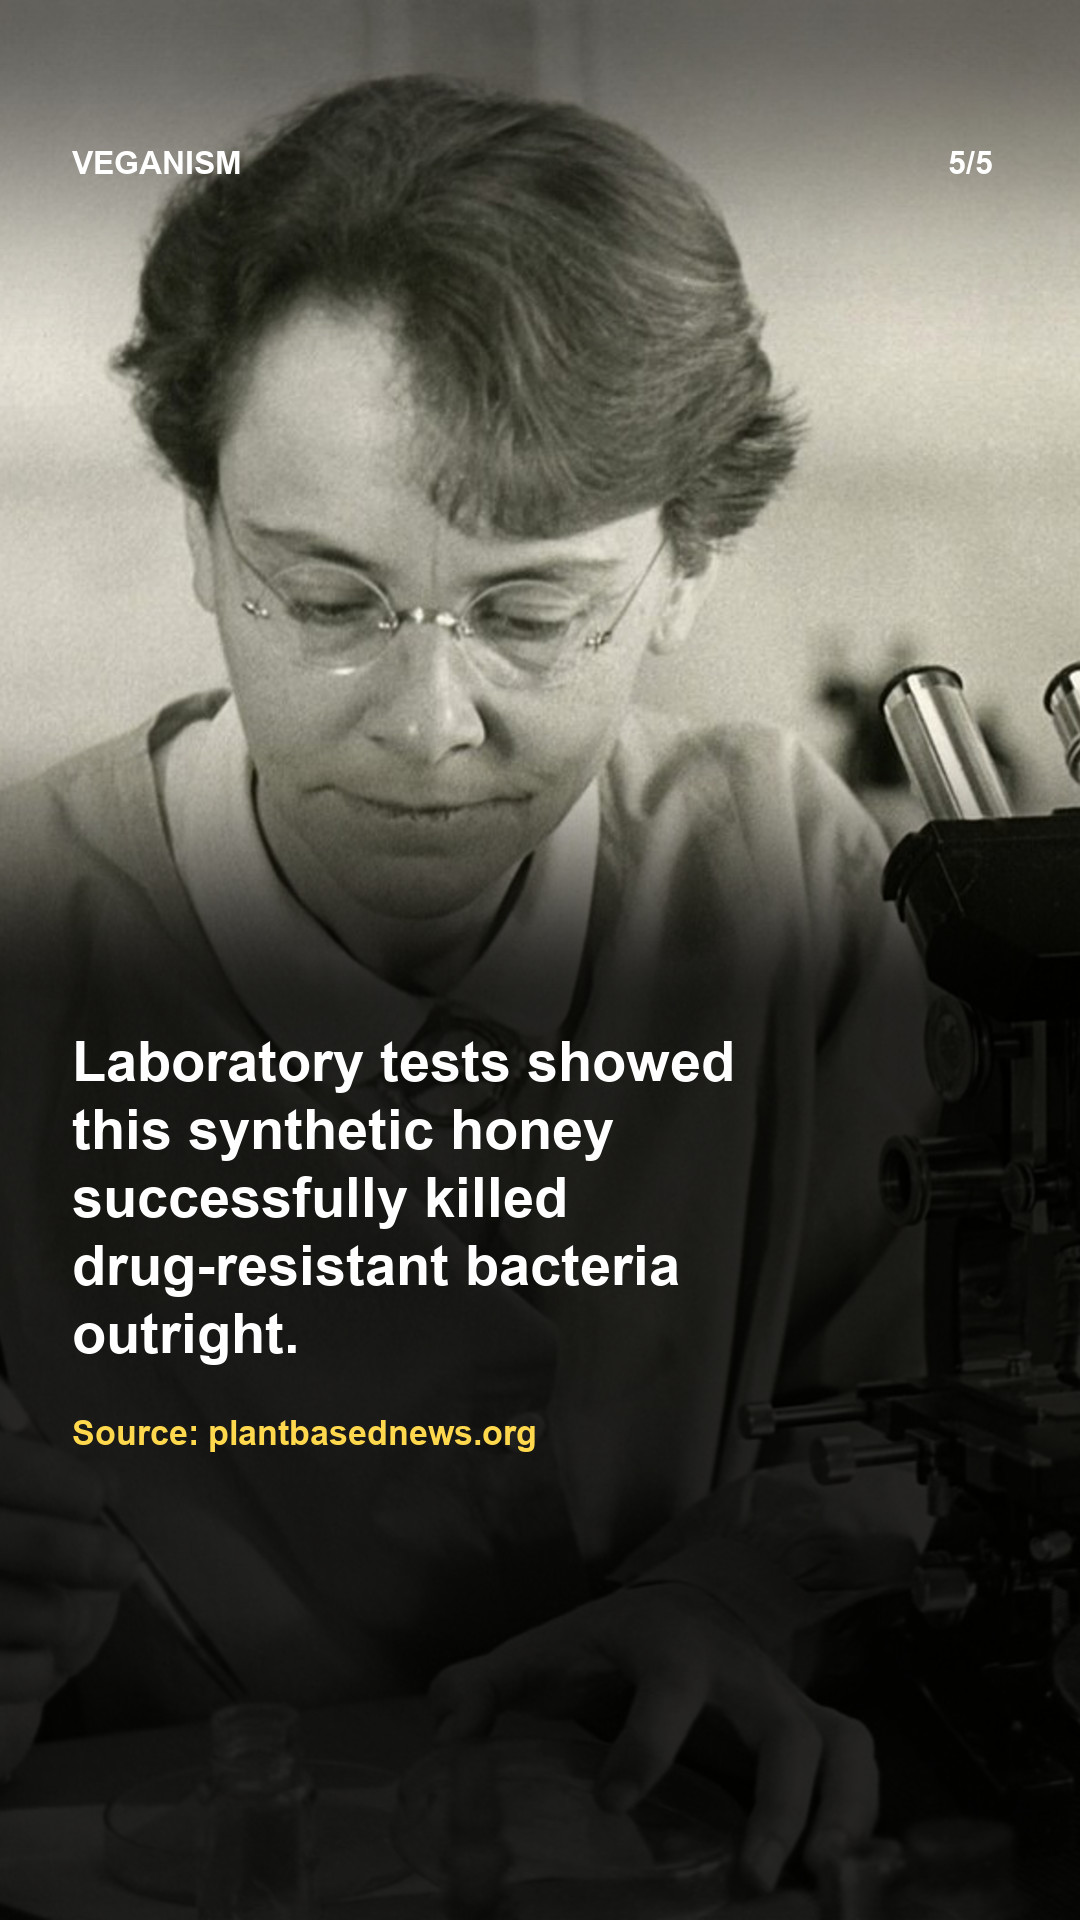 VEGANISM
5/5
Laboratory tests showed
this synthetic honey
successfully killed
drug-resistant bacteria
outright.
Source: plantbasednews.org